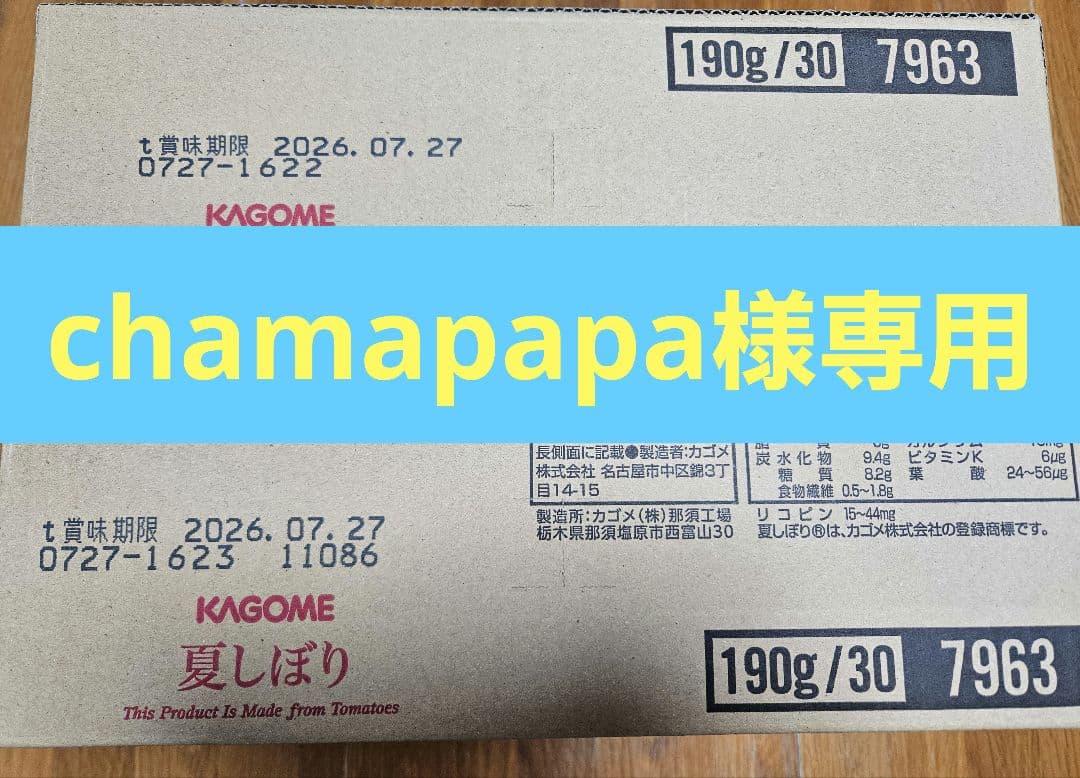 190g/30 7963
t賞味期限 2026.07.27
0727-1622
KAGOME
chamapapa様専用
長側面に記載●製造者:カゴメ
株式会社 名古屋市中区錦3丁
目14-15
製造所:カゴメ(株)那須工場
栃木県那須塩原市西富山30
炭水化物 9.4g ビタミンK 6μg
糖質 8.2g 葉酸 24~56μg
食物繊維 0.5~1.8g
リコピン 15~44mg
夏しぼり®は、カゴメ株式会社の登録商標です。
t賞味期限 2026.07.27
0727-1623 11086
KAGOME
夏しぼり
This Product Is Made from Tomatoes
190g/30 7963